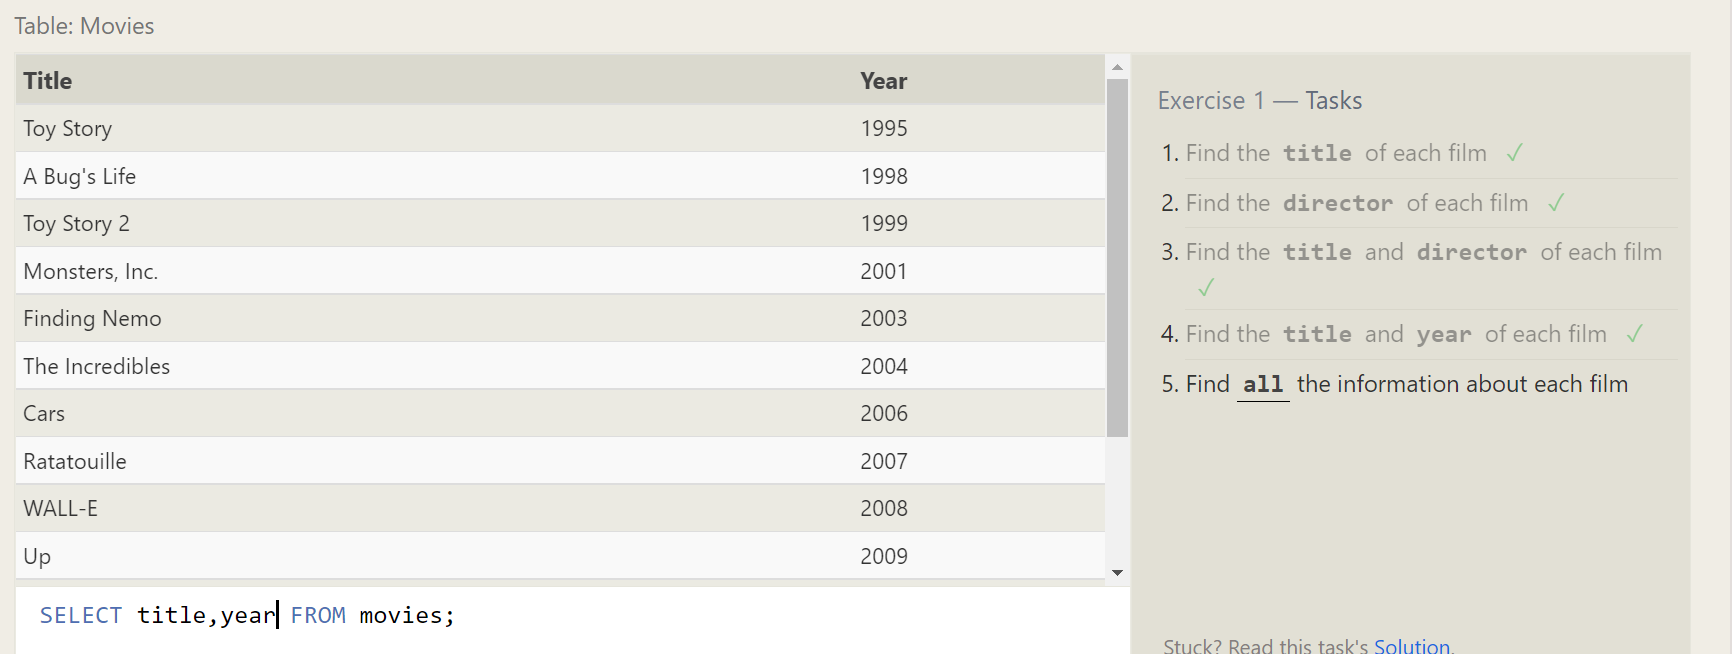 Table: Movies
Title Year
Toy Story 1995
A Bug's Life 1998
Toy Story 2 1999
Monsters, Inc. 2001
Finding Nemo 2003
The Incredibles 2004
Cars 2006
Ratatouille 2007
WALL-E 2008
Up 2009
SELECT title,year FROM movies;
Exercise 1 — Tasks
1. Find the title of each film ✓
2. Find the director of each film ✓
3. Find the title and director of each film
✓
4. Find the title and year of each film ✓
5. Find all the information about each film
Stuck? Read this task's Solution.